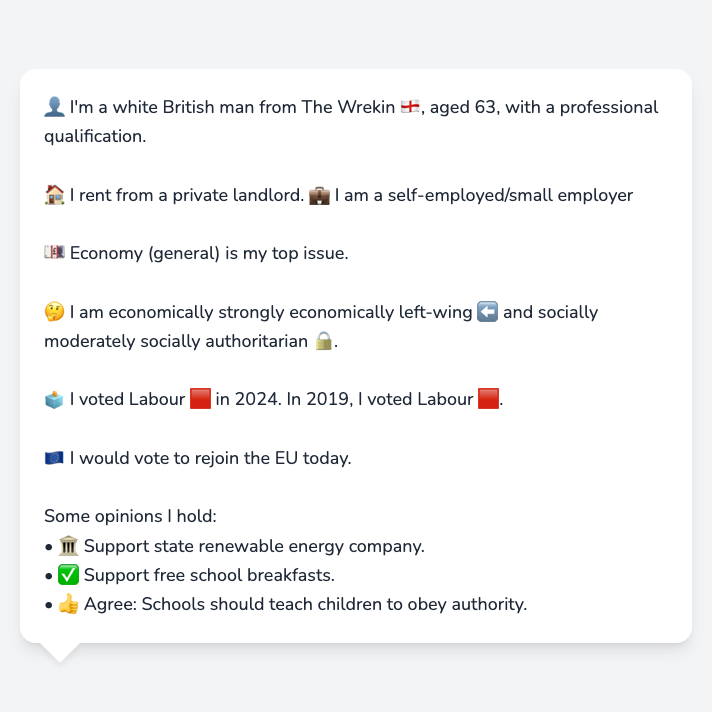 👤 I'm a white British man from The Wrekin 🏴󠁧󠁢󠁥󠁮󠁧󠁿, aged 63, with a professional
qualification.
🏠 I rent from a private landlord. 💼 I am a self-employed/small employer
💷 Economy (general) is my top issue.
🤔 I am economically strongly economically left-wing ⬅️ and socially
moderately socially authoritarian 🔒.
🗳️ I voted Labour 🟥 in 2024. In 2019, I voted Labour 🟥.
🇪🇺 I would vote to rejoin the EU today.
Some opinions I hold:
• 🏛️ Support state renewable energy company.
• ✅ Support free school breakfasts.
• 👍 Agree: Schools should teach children to obey authority.